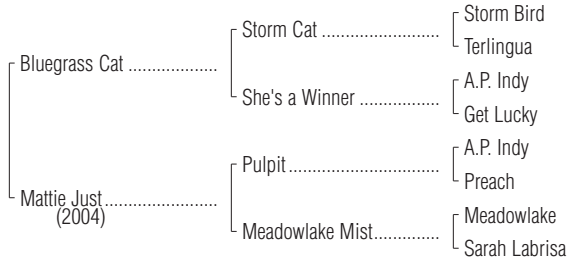 Storm Bird
Storm Cat ..........................
Terlingua
Bluegrass Cat ....................
A.P. Indy
She's a Winner ..................
Get Lucky
A.P. Indy
Pulpit..................................
Preach
Mattie Just.........................
(2004)
Meadowlake
Meadowlake Mist...............
Sarah Labrisa